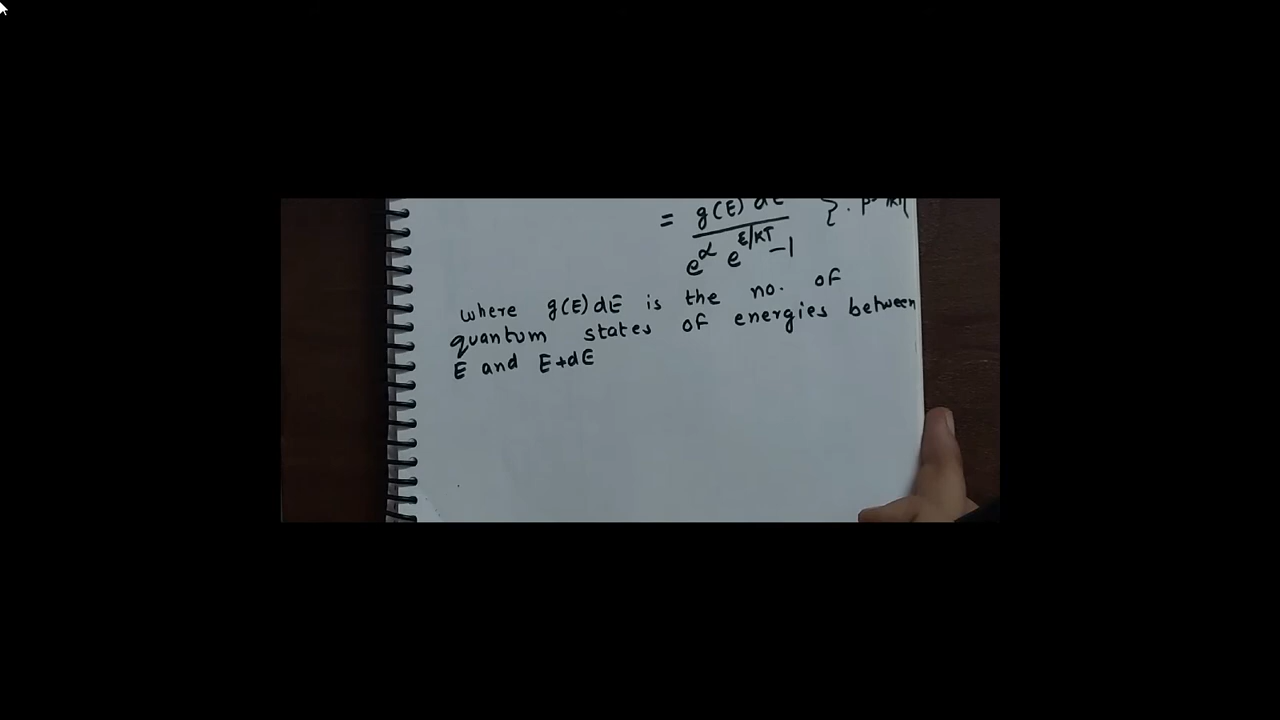 = g(E) dE
e^α e^E/KT -1
where g(E)dE is the no. of
quantum states of energies between
E and E+dE